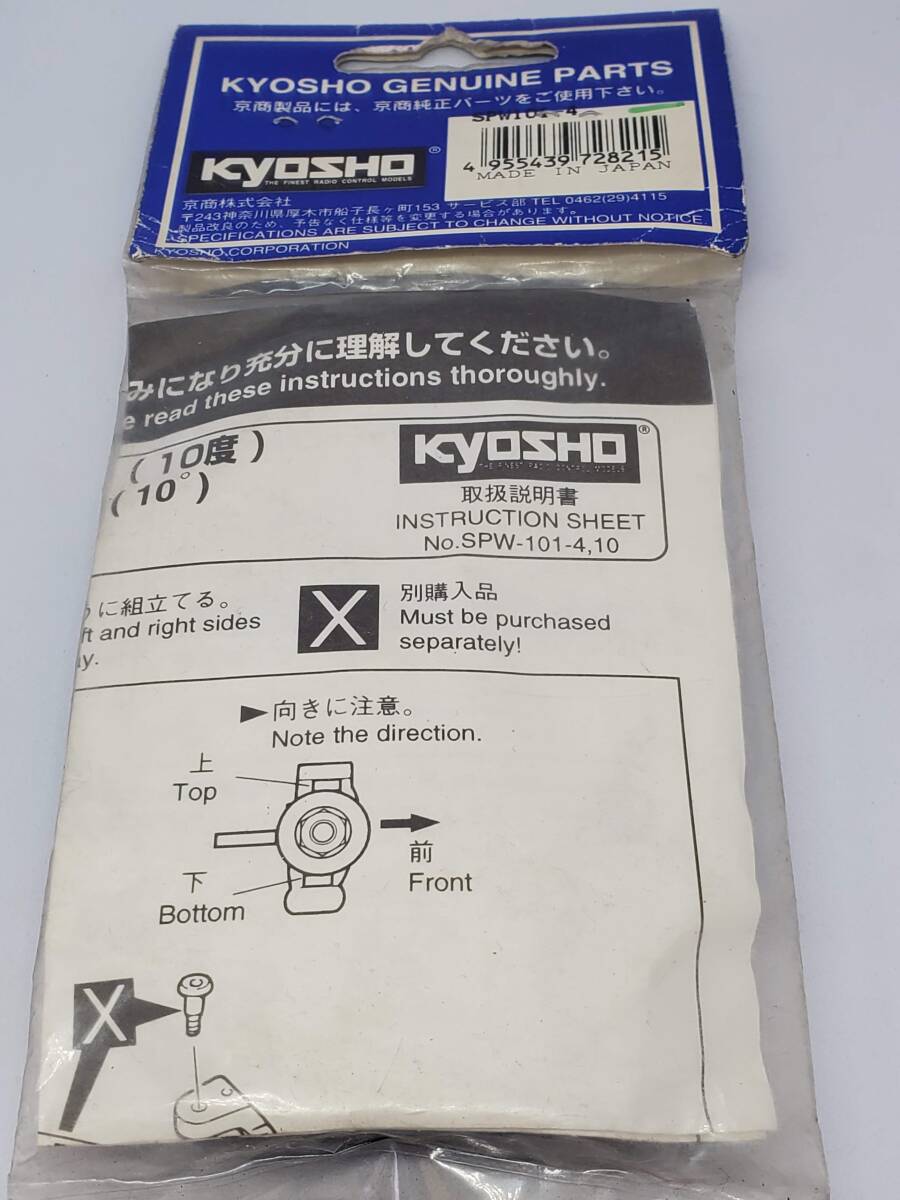 KYOSHO GENUINE PARTS
京商製品には、京商純正パーツをご使用下さい。
4 955439 728215
MADE IN JAPAN
KYOSHO®
THE FINEST RADIO CONTROL MODELS
京商株式会社
〒243神奈川県厚木市船子長ヶ町153 サービス部 TEL 0462(29)4115
製品改良のため、予告なく仕様等を変更する場合があります。
SPECIFICATIONS ARE SUBJECT TO CHANGE WITHOUT NOTICE.
KYOSHO.CORPORATION
みになり充分に理解してください。
e read these instructions thoroughly.
(10度)
(10°)
KYOSHO®
THE FINEST RADIO CONTROL MODELS
取扱説明書
INSTRUCTION SHEET
No.SPW-101-4,10
うに組立てる。
ft and right sides
ay.
X
別購入品
Must be purchased
separately!
▶向きに注意。
Note the direction.
上
Top
前
Front
下
Bottom
X